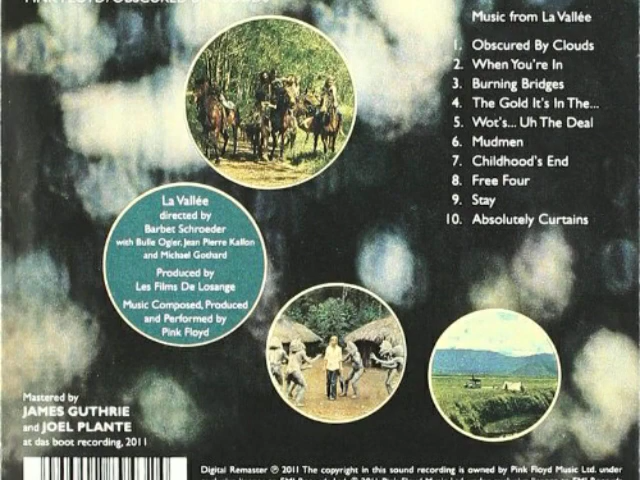 PINK FLOYD/OBSCURED BY CLOUDS
Music from La Vallée
1. Obscured By Clouds
2. When You're In
3. Burning Bridges
4. The Gold It's In The...
5. Wot's... Uh The Deal
6. Mudmen
7. Childhood's End
8. Free Four
9. Stay
10. Absolutely Curtains
La Vallée
directed by
Barbet Schroeder
with Bulle Ogier, Jean Pierre Kalfon
and Michael Gothard
Produced by
Les Films De Losange
Music Composed, Produced
and Performed by
Pink Floyd
Mastered by
JAMES GUTHRIE
and JOEL PLANTE
at das boot recording, 2011
Digital Remaster ℗ 2011 The copyright in this sound recording is owned by Pink Floyd Music Ltd. under